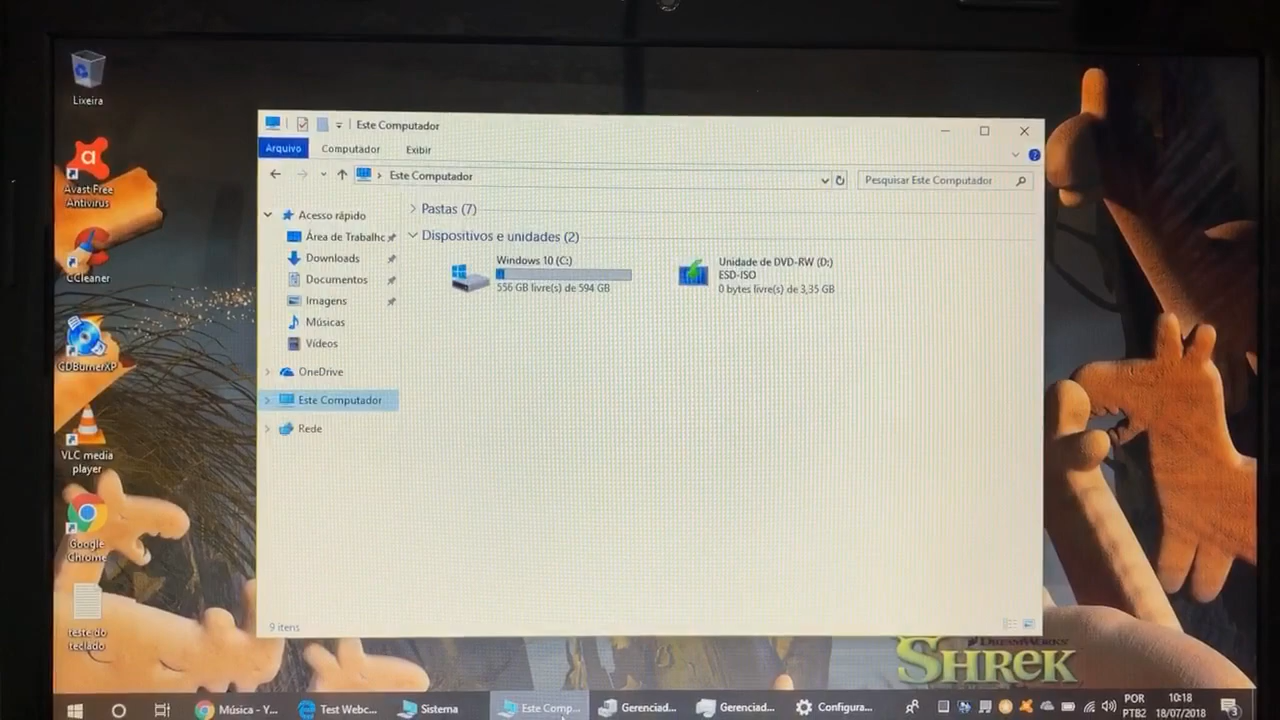 Lixeira
Avast Free
Antivirus
CCleaner
CDBurnerXP
VLC media
player
Google
Chrome
teste do
teclado
Este Computador
Arquivo
Computador
Exibir
Este Computador
Pesquisar Este Computador
Acesso rápido
Área de Trabalho
Downloads
Documentos
Imagens
Músicas
Vídeos
OneDrive
Este Computador
Rede
Pastas (7)
Dispositivos e unidades (2)
Windows 10 (C:)
556 GB livre(s) de 594 GB
Unidade de DVD-RW (D:)
ESD-ISO
0 bytes livre(s) de 3,35 GB
9 itens
DREAMWORKS
SHREK
Música - Y...
Test Webc...
Sistema
Este Comp...
Gerenciad...
Gerenciad...
Configura...
POR
PTB2
10:18
18/07/2018